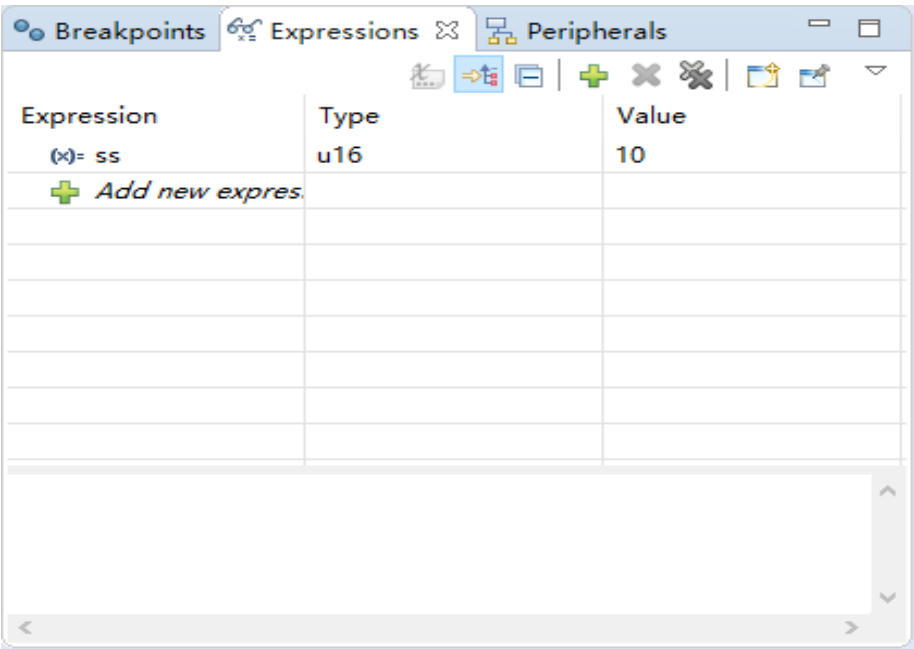 Breakpoints Expressions Peripherals
Expression Type Value
(x)= ss u16 10
Add new expres.